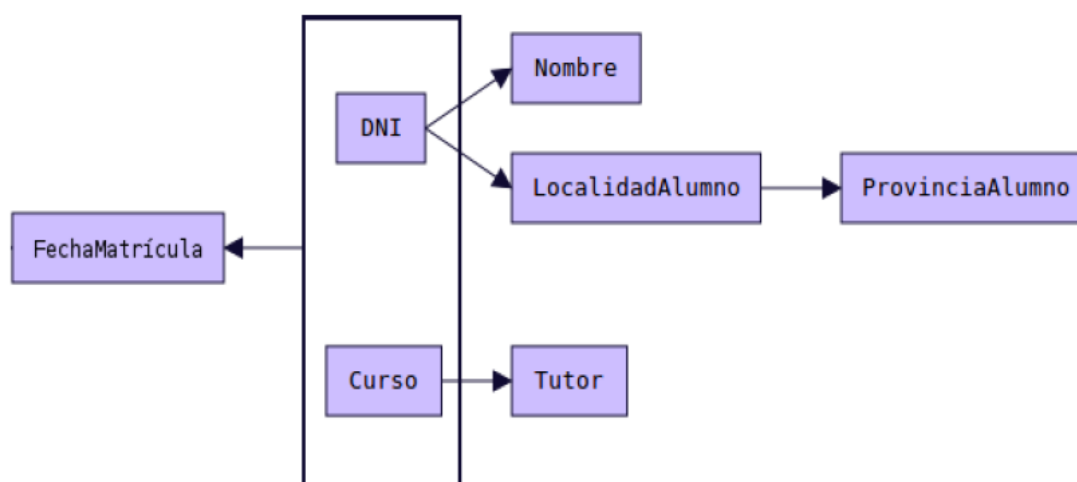 Nombre
DNI
LocalidadAlumno
ProvinciaAlumno
FechaMatrícula
Curso
Tutor